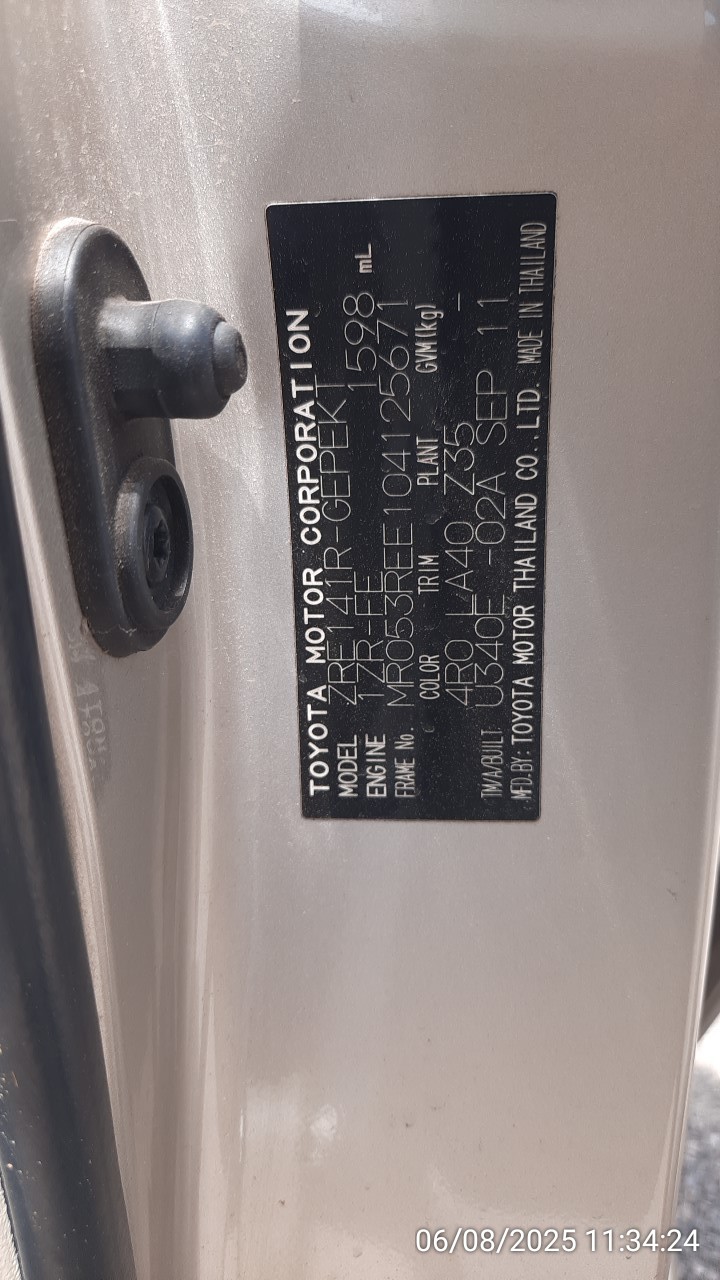 TOYOTA MOTOR CORPORATION
MODEL ZRE141R-GEPEKT
ENGINE 1ZR-FE 1598 mL
FRAME No. MR053REE104125671
COLOR TRIM PLANT GVM(kg)
4R0 LA40 Z35 -
TM/A/BUILT: U340E -02A SEP 11
MFD.BY: TOYOTA MOTOR THAILAND CO.,LTD. MADE IN THAILAND
06/08/2025 11:34:24